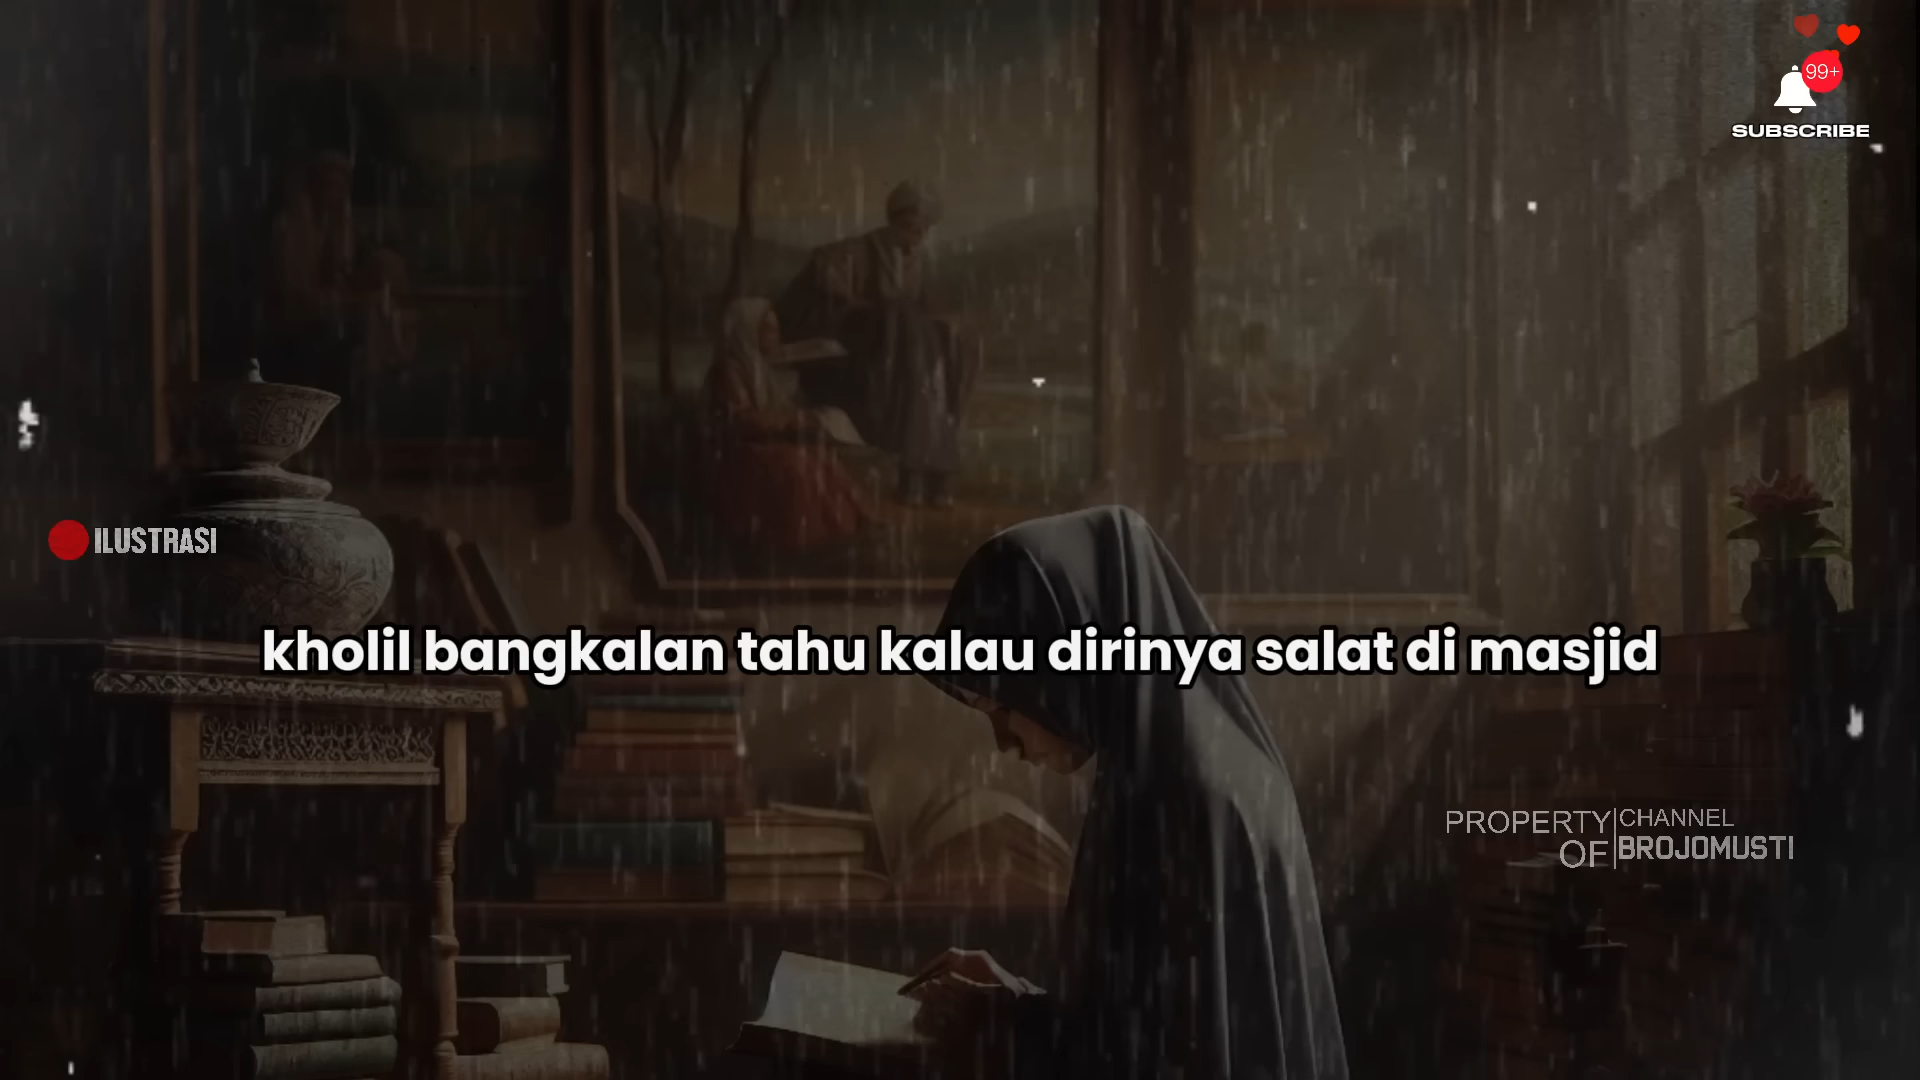 99+
SUBSCRIBE
ILUSTRASI
kholil bangkalan tahu kalau dirinya salat di masjid
PROPERTY OF
CHANNEL
BROJOMUSTI